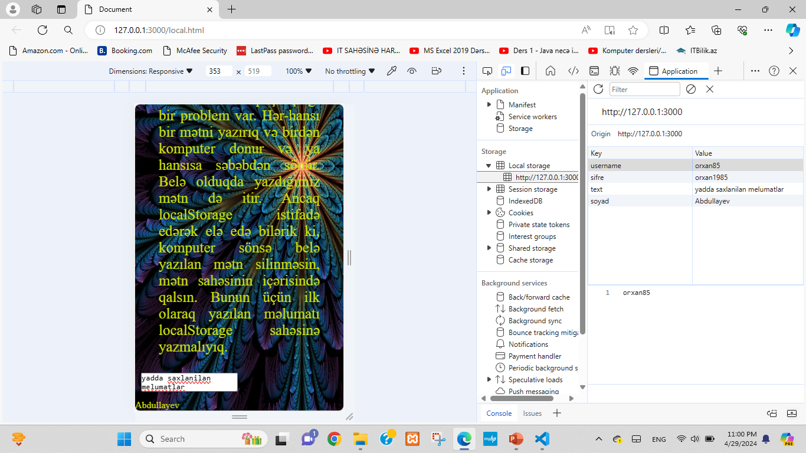 Document
127.0.0.1:3000/local.html
Amazon.com - Onli...
Booking.com
McAfee Security
LastPass password...
IT SAHƏSİNƏ HAR...
MS Excel 2019 Dərs...
Ders 1 - Java necə i...
Komputer dersleri/...
ITBilik.az
Dimensions: Responsive
353 x 519
100%
No throttling
bir problem var. Hər-hansı
bir mətni yazırıq və birdən
komputer donur və ya
hansısa səbəbdən sönür.
Belə olduqda yazdığımız
mətn də itir. Ancaq
localStorage istifadə
edərək elə edə bilərik ki,
komputer sönsə belə
yazılan mətn silinməsin,
mətn sahəsinin içərisində
qalsın. Bunun üçün ilk
olaraq yazılan məlumatı
localStorage sahəsinə
yazmalıyıq.
yadda saxlanilan
melumatlar
Abdullayev
Application
Application
Manifest
Service workers
Storage
Storage
Local storage
http://127.0.0.1:3000
Session storage
IndexedDB
Cookies
Private state tokens
Interest groups
Shared storage
Cache storage
Background services
Back/forward cache
Background fetch
Background sync
Bounce tracking mitiga
Notifications
Payment handler
Periodic background s
Speculative loads
Push messaging
Filter
http://127.0.0.1:3000
Origin http://127.0.0.1:3000
Key Value
username orxan85
sifre orxan1985
text yadda saxlanilan melumatlar
soyad Abdullayev
1 orxan85
Console
Issues
Search
1
ENG
11:00 PM
4/29/2024